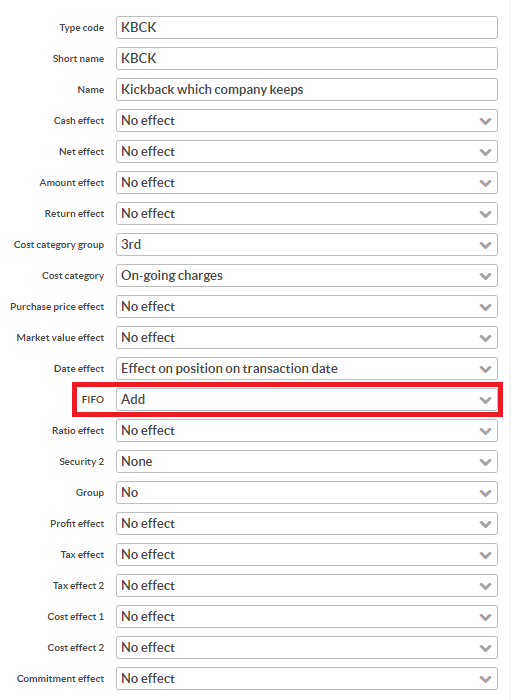 Type code KBCK
Short name KBCK
Name Kickback which company keeps
Cash effect No effect
Net effect No effect
Amount effect No effect
Return effect No effect
Cost category group 3rd
Cost category On-going charges
Purchase price effect No effect
Market value effect No effect
Date effect Effect on position on transaction date
FIFO Add
Ratio effect No effect
Security 2 None
Group No
Profit effect No effect
Tax effect No effect
Tax effect 2 No effect
Cost effect 1 No effect
Cost effect 2 No effect
Commitment effect No effect